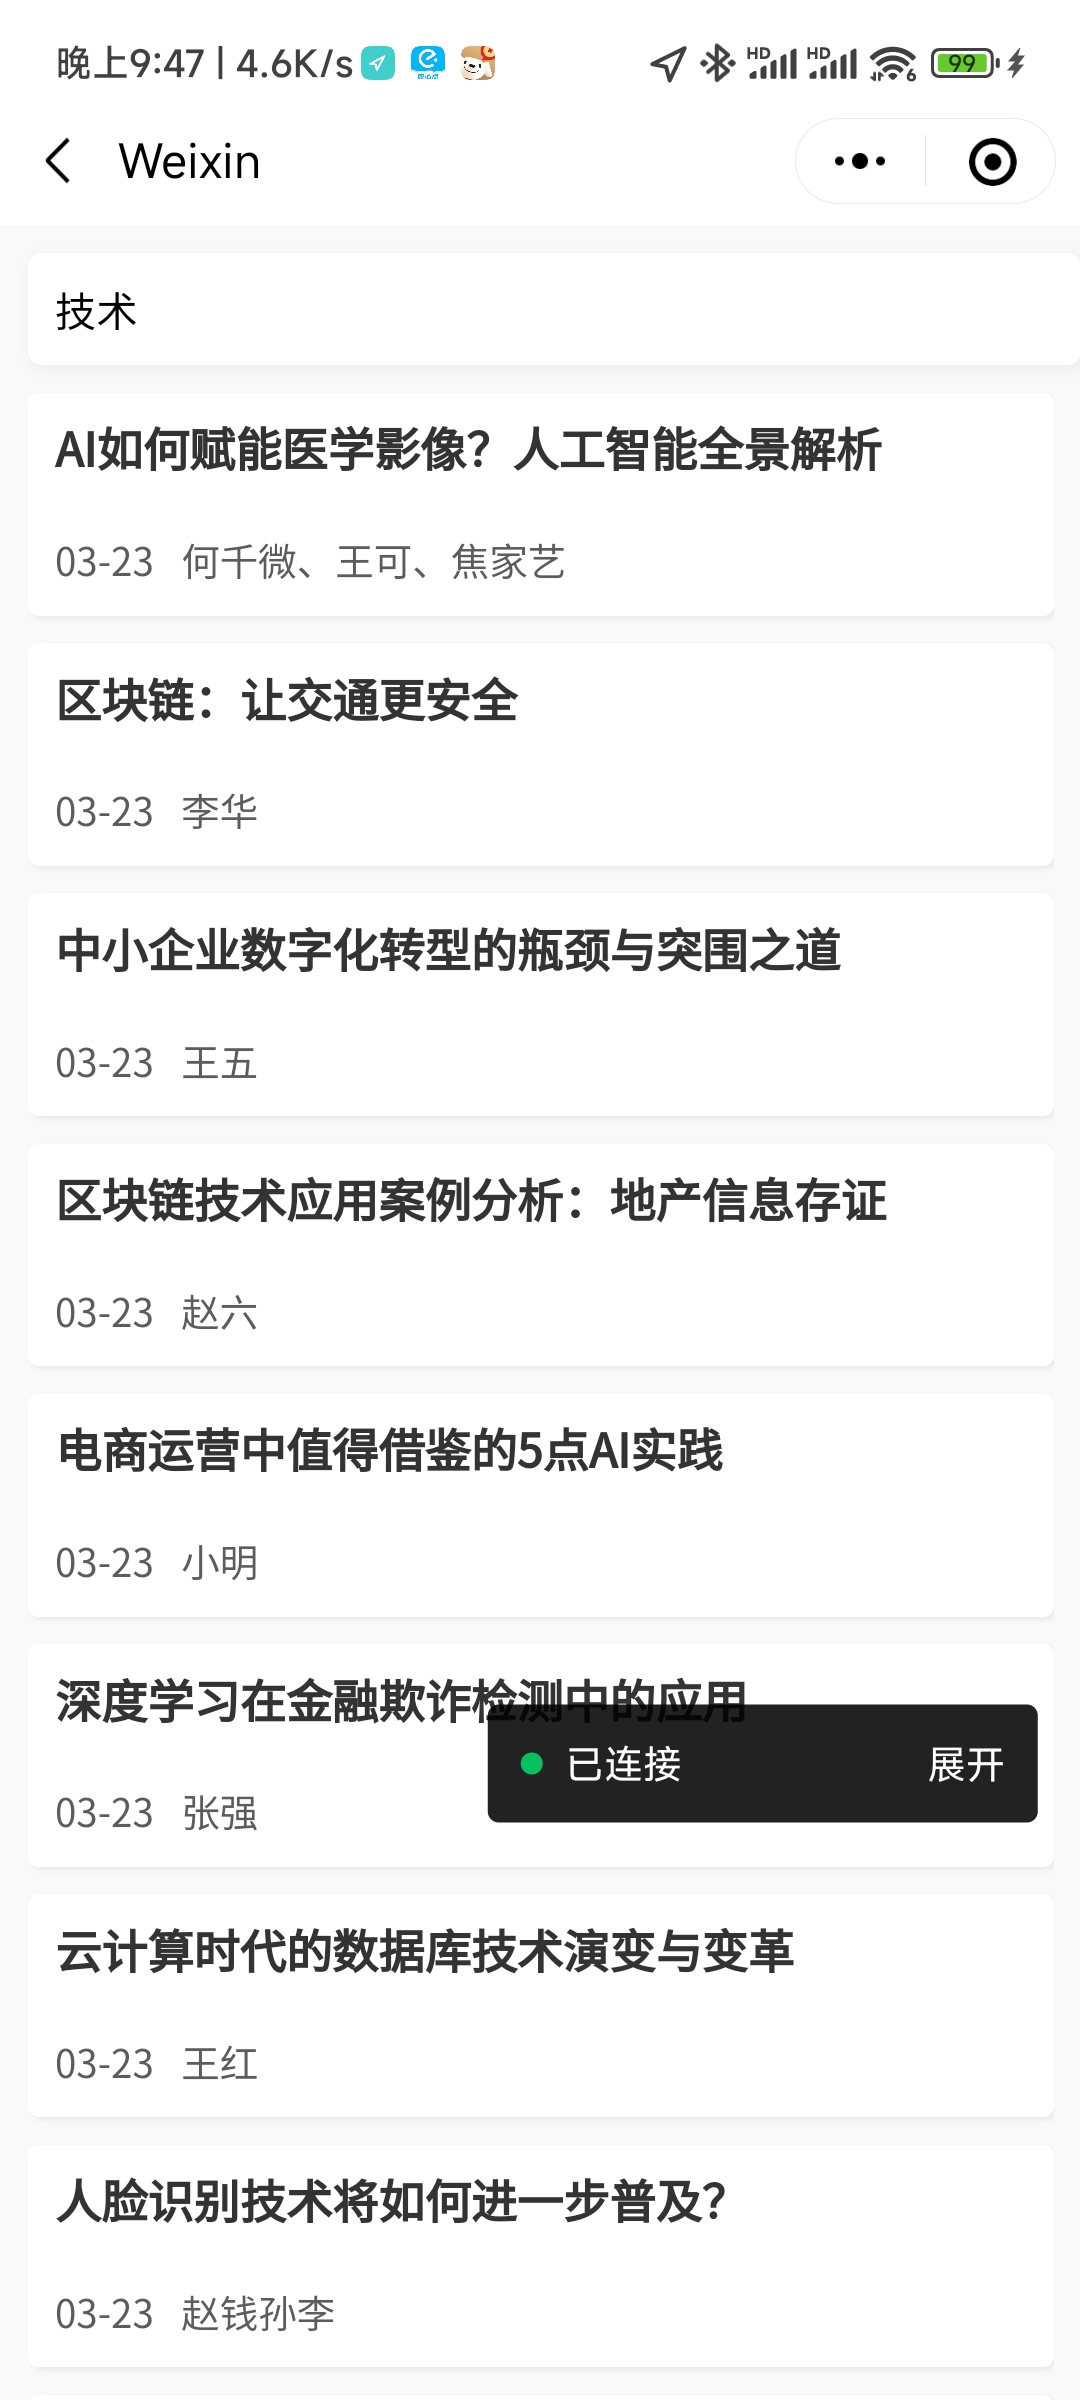 晚上9:47 | 4.6K/s
HD HD 6 99
Weixin
技术
AI如何赋能医学影像？人工智能全景解析
03-23 何千微、王可、焦家艺
区块链：让交通更安全
03-23 李华
中小企业数字化转型的瓶颈与突围之道
03-23 王五
区块链技术应用案例分析：地产信息存证
03-23 赵六
电商运营中值得借鉴的5点AI实践
03-23 小明
深度学习在金融欺诈检测中的应用
已连接 展开
03-23 张强
云计算时代的数据库技术演变与变革
03-23 王红
人脸识别技术将如何进一步普及？
03-23 赵钱孙李